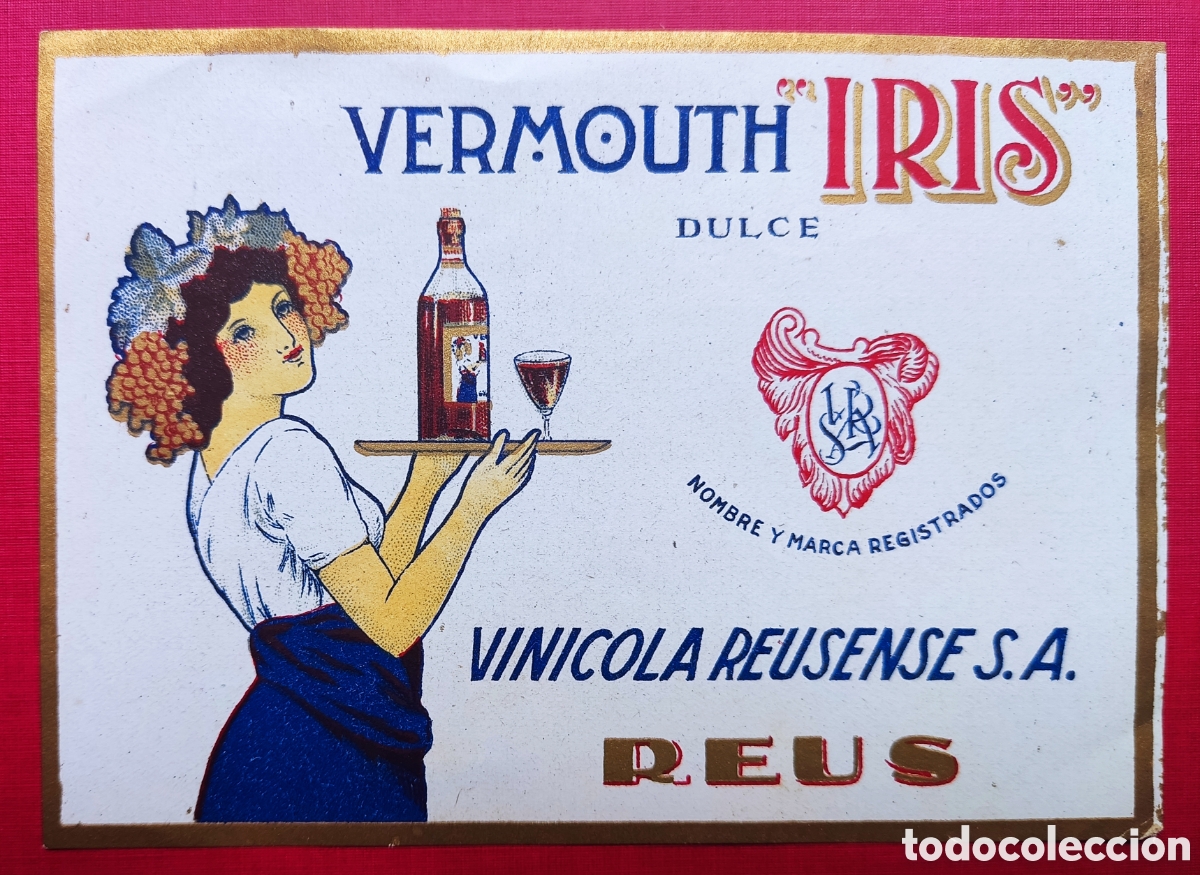 VERMOUTH "IRIS"
DULCE
NOMBRE Y MARCA REGISTRADOS
VINICOLA REUSENSE S.A.
REUS
todocoleccion